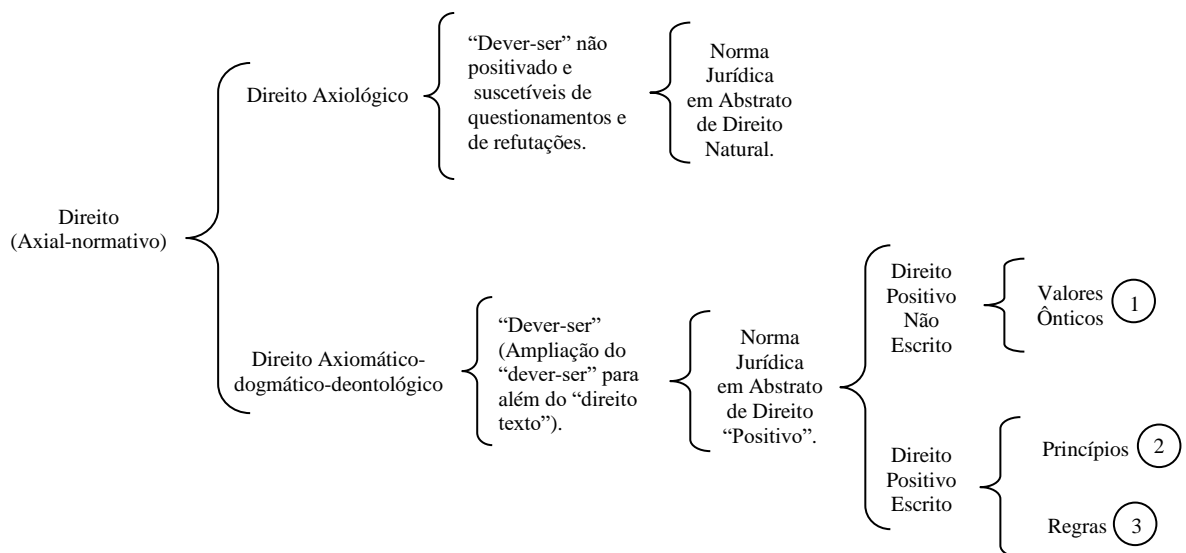 “Dever-ser” não
positivado e
suscetíveis de
questionamentos e
de refutações.
Norma
Jurídica
em Abstrato
de Direito
Natural.
Direito Axiológico
Direito
(Axial-normativo)
Direito Axiomático-
dogmático-deontológico
“Dever-ser”
(Ampliação do
“dever-ser” para
além do “direito
texto”).
Norma
Jurídica
em Abstrato
de Direito
“Positivo”.
Direito
Positivo
Não
Escrito
Valores
Ônticos
1
Direito
Positivo
Escrito
Princípios 2
Regras 3